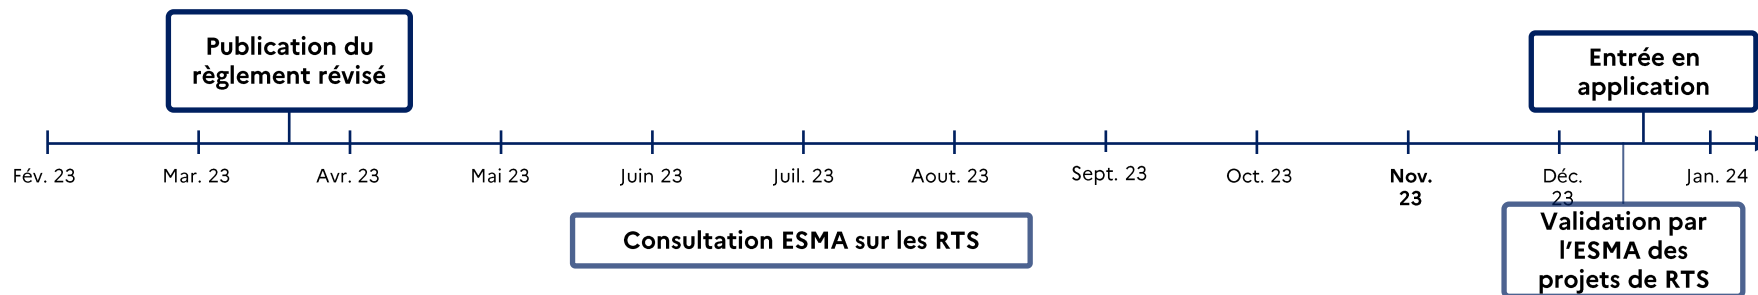 Publication du
règlement révisé
Entrée en
application
Fév. 23
Mar. 23
Avr. 23
Mai 23
Juin 23
Juil. 23
Aout. 23
Sept. 23
Oct. 23
Nov.
23
Déc.
23
Jan. 24
Consultation ESMA sur les RTS
Validation par
l'ESMA des
projets de RTS